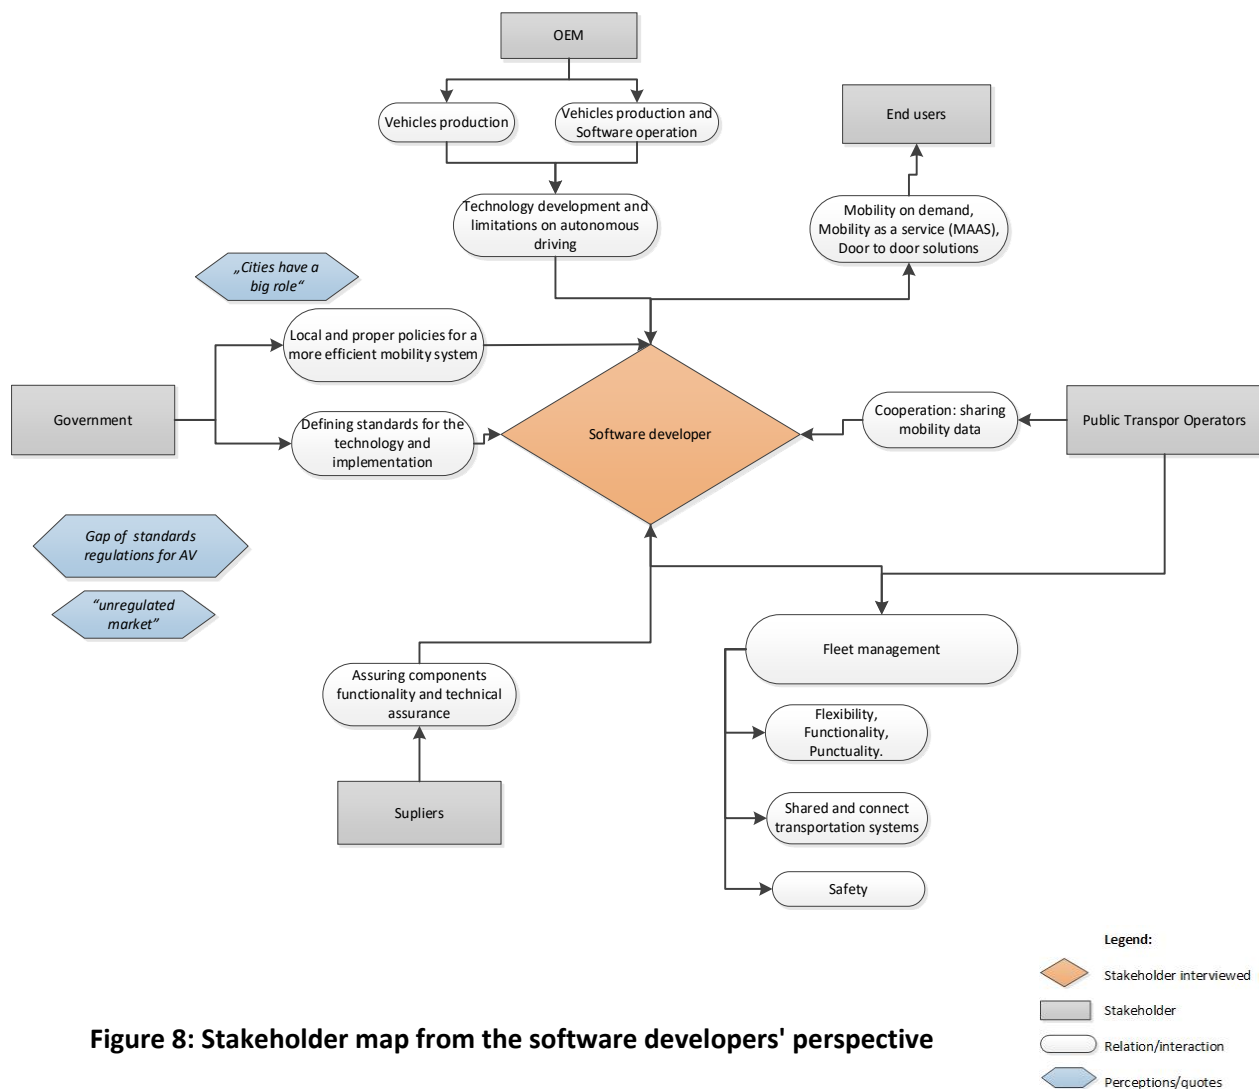 OEM
Vehicles production
Vehicles production and
Software operation
End users
Technology development and
limitations on autonomous
driving
Mobility on demand,
Mobility as a service (MAAS),
Door to door solutions
„Cities have a
big role“
Local and proper policies for a
more efficient mobility system
Government
Defining standards for the
technology and
implementation
Software developer
Cooperation: sharing
mobility data
Public Transpor Operators
Gap of standards
regulations for AV
“unregulated
market”
Fleet management
Assuring components
functionality and technical
assurance
Flexibility,
Functionality,
Punctuality.
Supliers
Shared and connect
transportation systems
Safety
Legend:
Stakeholder interviewed
Stakeholder
Relation/interaction
Perceptions/quotes
Figure 8: Stakeholder map from the software developers' perspective